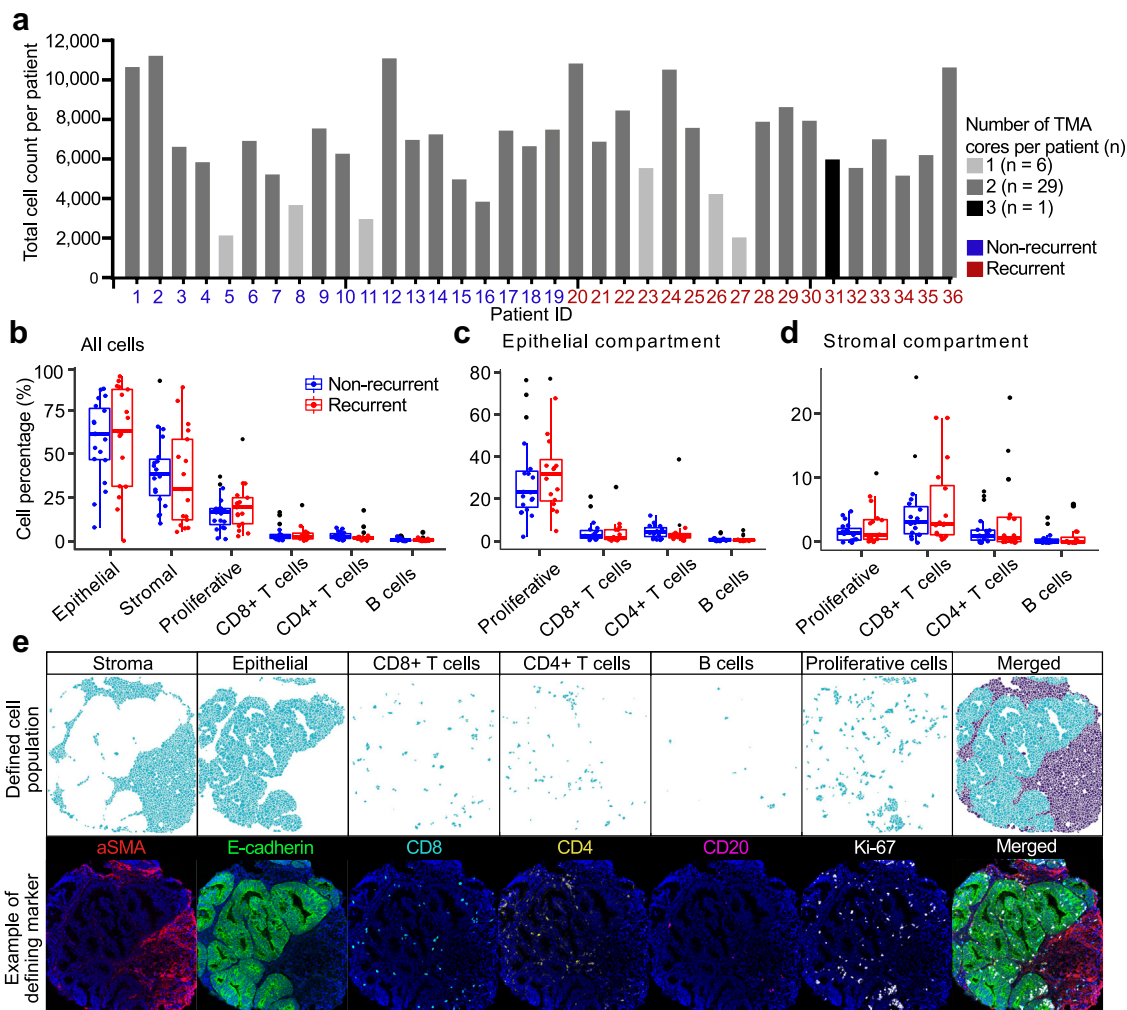 a
Total cell count per patient
12,000
10,000
8,000
6,000
4,000
2,000
0
1 2 3 4 5 6 7 8 9 10 11 12 13 14 15 16 17 18 19 20 21 22 23 24 25 26 27 28 29 30 31 32 33 34 35 36
Patient ID
Number of TMA
cores per patient (n)
1 (n = 6)
2 (n = 29)
3 (n = 1)
Non-recurrent
Recurrent
b
All cells
Cell percentage (%)
100
75
50
25
0
Non-recurrent
Recurrent
Epithelial
Stromal
Proliferative
CD8+ T cells
CD4+ T cells
B cells
c
Epithelial compartment
80
60
40
20
0
Proliferative
CD8+ T cells
CD4+ T cells
B cells
d
Stromal compartment
20
10
0
Proliferative
CD8+ T cells
CD4+ T cells
B cells
e
Stroma Epithelial CD8+ T cells CD4+ T cells B cells Proliferative cells Merged
Defined cell
population
aSMA E-cadherin CD8 CD4 CD20 Ki-67 Merged
Example of
defining marker